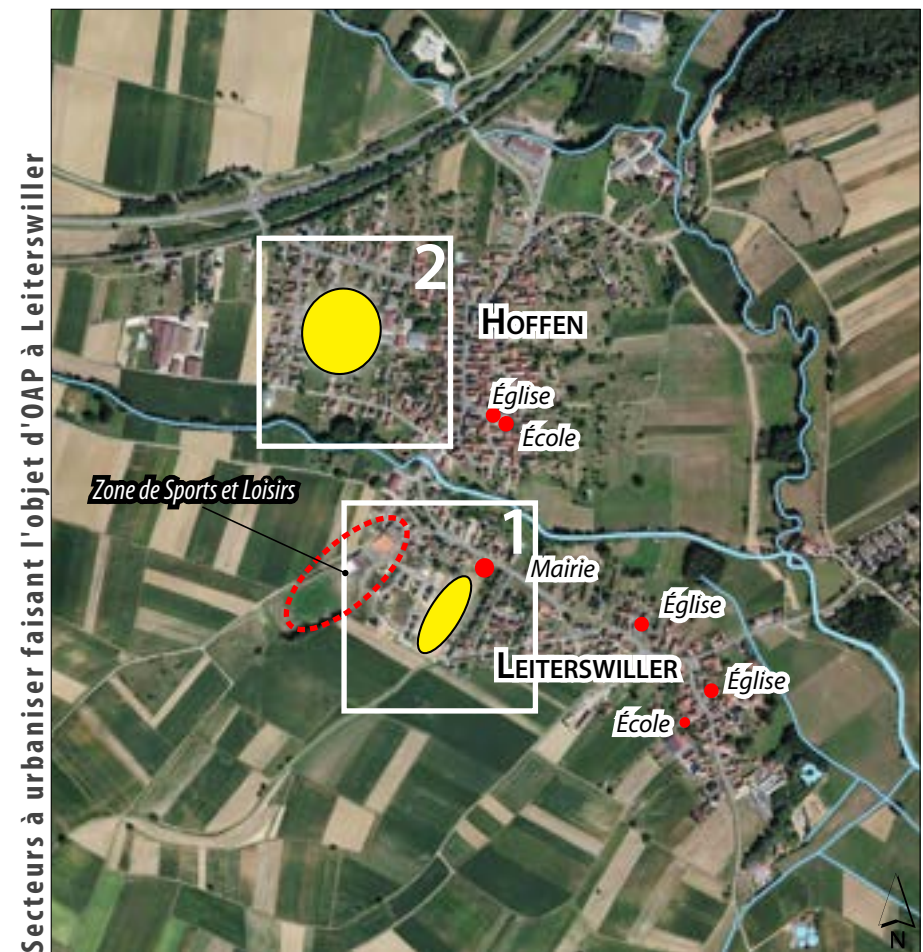 Secteurs à urbaniser faisant l'objet d'OAP à Leiterswiller
2
HOFFEN
Église
École
Zone de Sports et Loisirs
1
Mairie
Église
LEITERSWILLER
Église
École
N